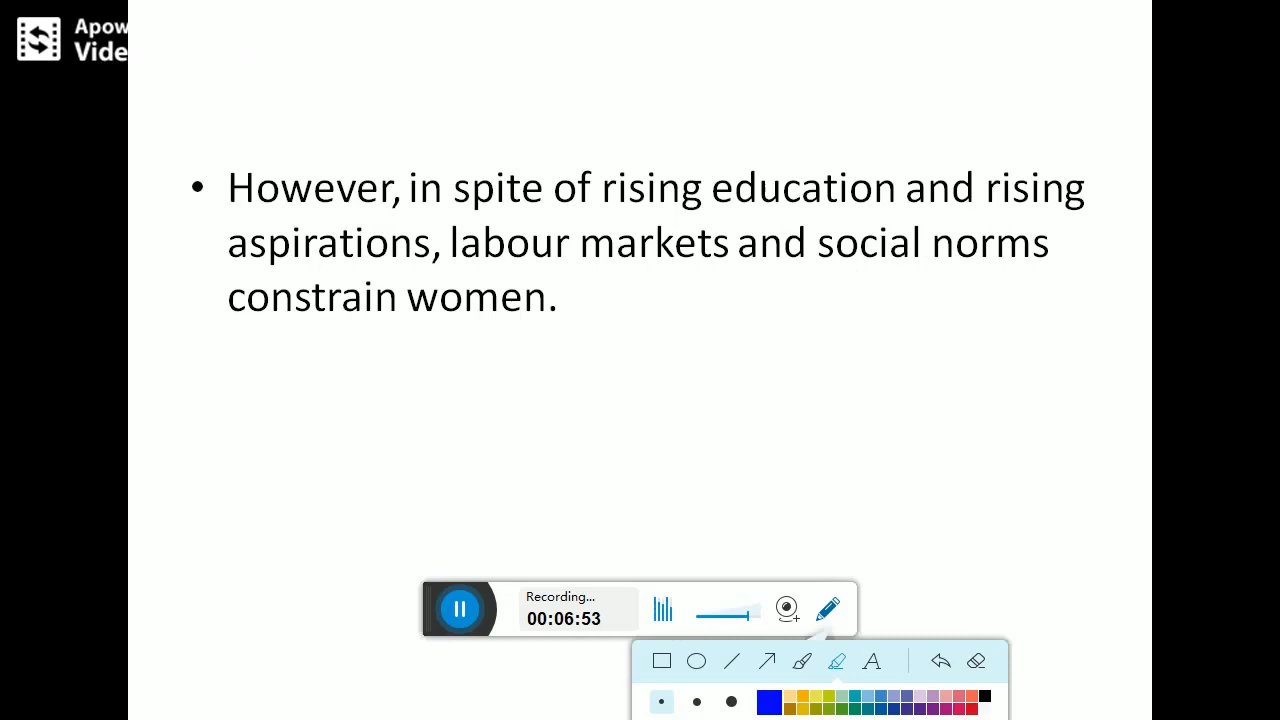 Apow
Vide
• However, in spite of rising education and rising
aspirations, labour markets and social norms
constrain women.
Recording...
00:06:53
A